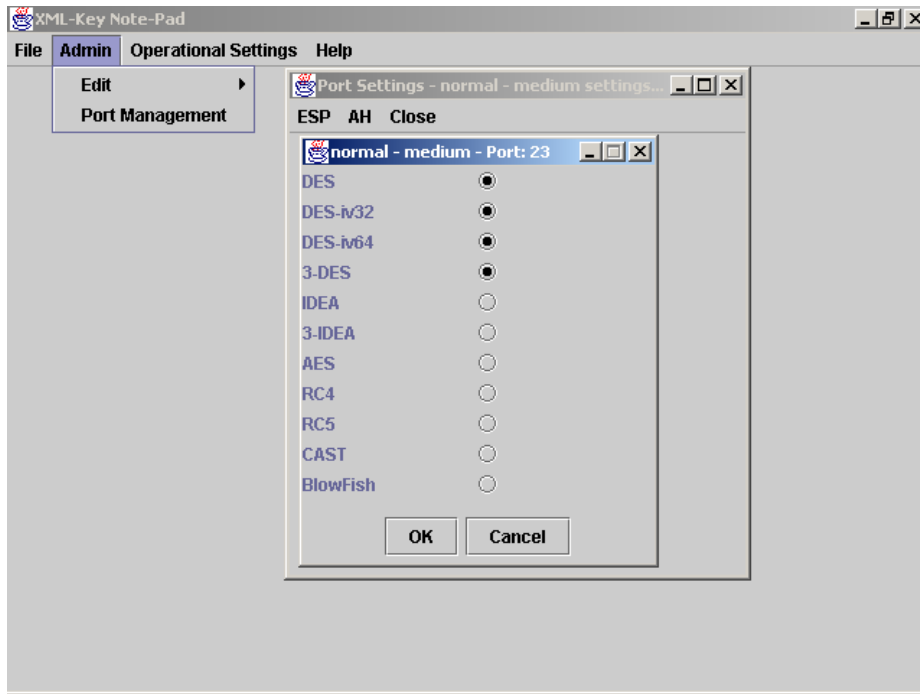 XML-Key Note-Pad
File Admin Operational Settings Help
Edit
Port Management
Port Settings - normal - medium settings...
ESP AH Close
normal - medium - Port: 23
DES
DES-iv32
DES-iv64
3-DES
IDEA
3-IDEA
AES
RC4
RC5
CAST
BlowFish
OK Cancel